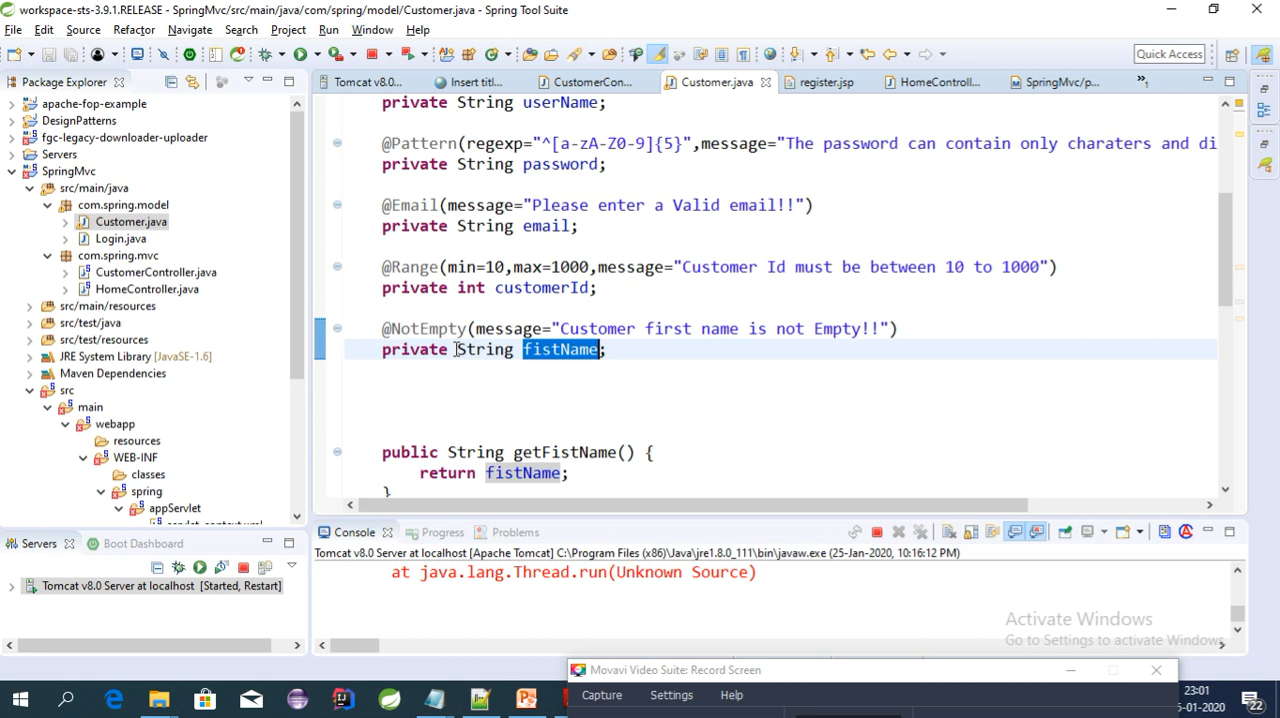 workspace-sts-3.9.1.RELEASE - SpringMvc/src/main/java/com/spring/model/Customer.java - Spring Tool Suite
File Edit Source Refactor Navigate Search Project Run Window Help
Quick Access
Package Explorer
Tomcat v8.0... Insert titl... CustomerCon... Customer.java register.jsp HomeControll... SpringMvc/p...
apache-fop-example
DesignPatterns
fgc-legacy-downloader-uploader
Servers
SpringMvc
src/main/java
com.spring.model
Customer.java
Login.java
com.spring.mvc
CustomerController.java
HomeController.java
src/main/resources
src/test/java
src/test/resources
JRE System Library [JavaSE-1.6]
Maven Dependencies
src
main
webapp
resources
WEB-INF
classes
spring
appServlet
servlet-context.xml
private String userName;
@Pattern(regexp="^[a-zA-Z0-9]{5}",message="The password can contain only charaters and di
private String password;
@Email(message="Please enter a Valid email!!")
private String email;
@Range(min=10,max=1000,message="Customer Id must be between 10 to 1000")
private int customerId;
@NotEmpty(message="Customer first name is not Empty!!")
private String fistName;
public String getFistName() {
return fistName;
}
Servers Boot Dashboard
Tomcat v8.0 Server at localhost [Started, Restart]
Console Progress Problems
Tomcat v8.0 Server at localhost [Apache Tomcat] C:\Program Files (x86)\Java\jre1.8.0_111\bin\javaw.exe (25-Jan-2020, 10:16:12 PM)
at java.lang.Thread.run(Unknown Source)
Activate Windows
Go to Settings to activate Windows.
Movavi Video Suite: Record Screen
Capture Settings Help
23:01
5-01-2020
22